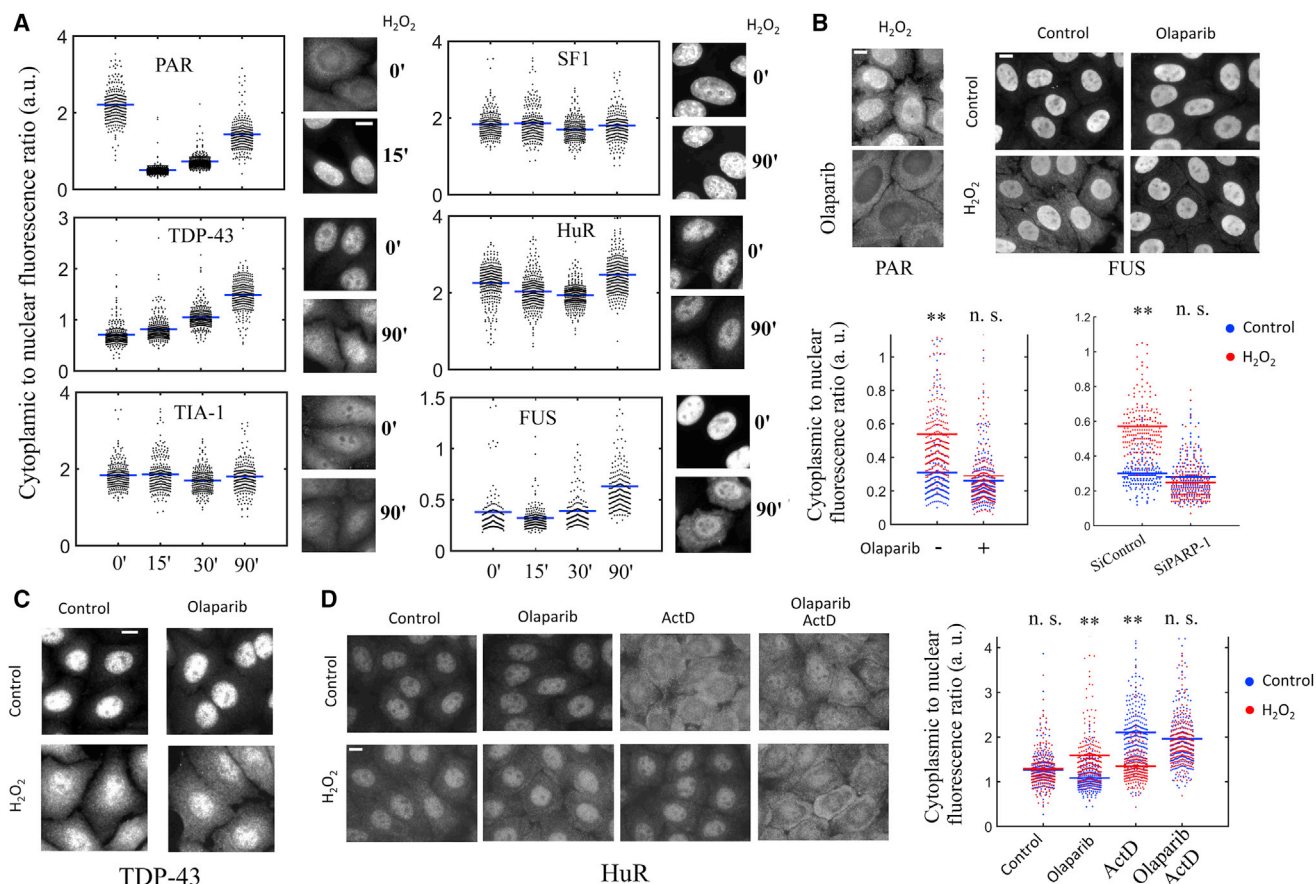 A
Cytoplamic to nuclear fluorescence ratio (a.u.)
PAR
4
2
0
H2O2
0'
15'
TDP-43
3
2
1
0
0'
90'
TIA-1
4
2
0
0'
90'
0' 15' 30' 90'
SF1
4
2
0
H2O2
0'
90'
HuR
4
2
0
0'
90'
FUS
1.5
1
0.5
0
0'
90'
0' 15' 30' 90'
B
H2O2
Olaparib
PAR
Control Olaparib
Control
H2O2
FUS
Cytoplasmic to nuclear
fluorescence ratio (a. u.)
** n. s.
1
0.8
0.6
0.4
0.2
0
Olaparib - +
** n. s.
1.2
1
0.8
0.6
0.4
0.2
0
SiControl SiPARP-1
Control
H2O2
C
Control Olaparib
Control
H2O2
TDP-43
D
Control Olaparib ActD Olaparib
ActD
Control
H2O2
HuR
Cytoplasmic to nuclear
fluorescence ratio (a. u.)
n. s. ** ** n. s.
4
3
2
1
0
Control Olaparib ActD Olaparib
ActD
Control
H2O2